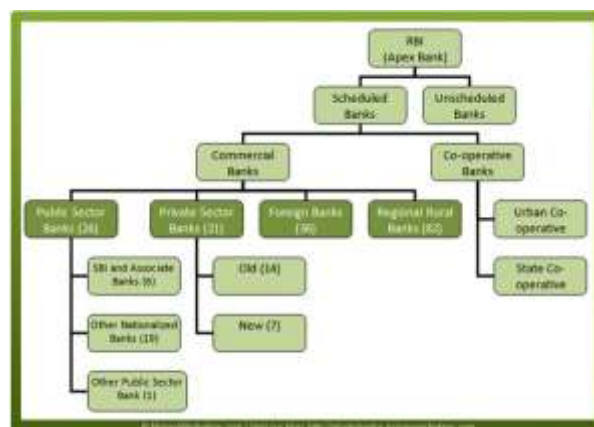 RBI
(Apex Bank)
Scheduled
Banks
Unscheduled
Banks
Commercial
Banks
Co-operative
Banks
Public Sector
Banks (26)
Private Sector
Banks (21)
Foreign Banks
(36)
Regional Rural
Banks (82)
Urban Co-
operative
SBI and Associate
Banks (6)
Old (14)
State Co-
operative
Other Nationalized
Banks (19)
New (7)
Other Public Sector
Bank (1)